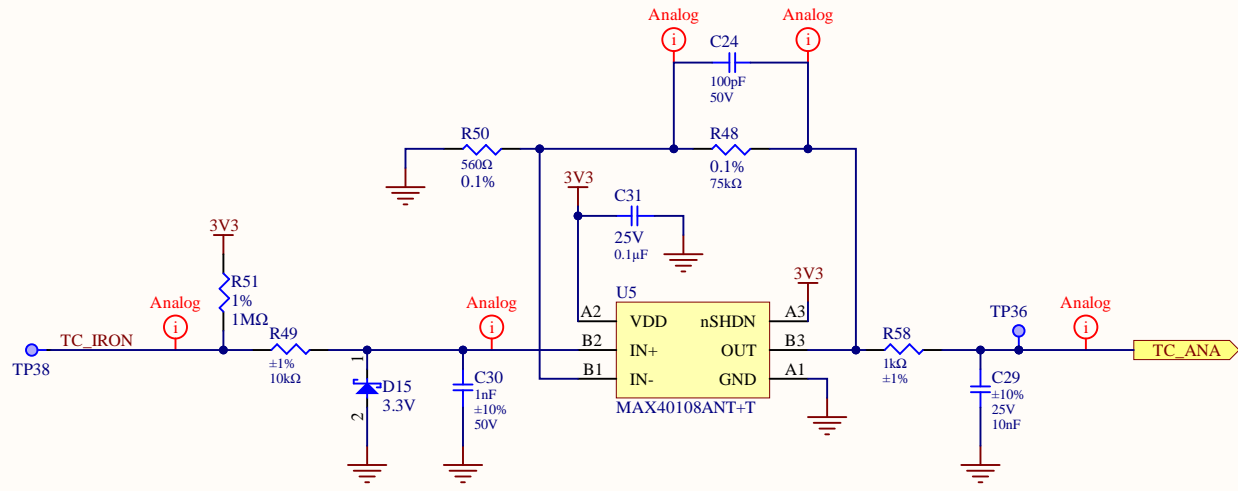 Analog
i
Analog
i
C24
100pF
50V
R50
560Ω
0.1%
R48
0.1%
75kΩ
3V3
C31
25V
0.1µF
3V3
R51
1%
1MΩ
3V3
U5
A2
VDD
nSHDN
A3
B2
IN+
OUT
B3
B1
IN-
GND
A1
MAX40108ANT+T
TC_IRON
TP38
Analog
i
R49
±1%
10kΩ
1
D15
3.3V
2
Analog
i
C30
1nF
±10%
50V
R58
1kΩ
±1%
TP36
Analog
i
C29
±10%
25V
10nF
TC_ANA